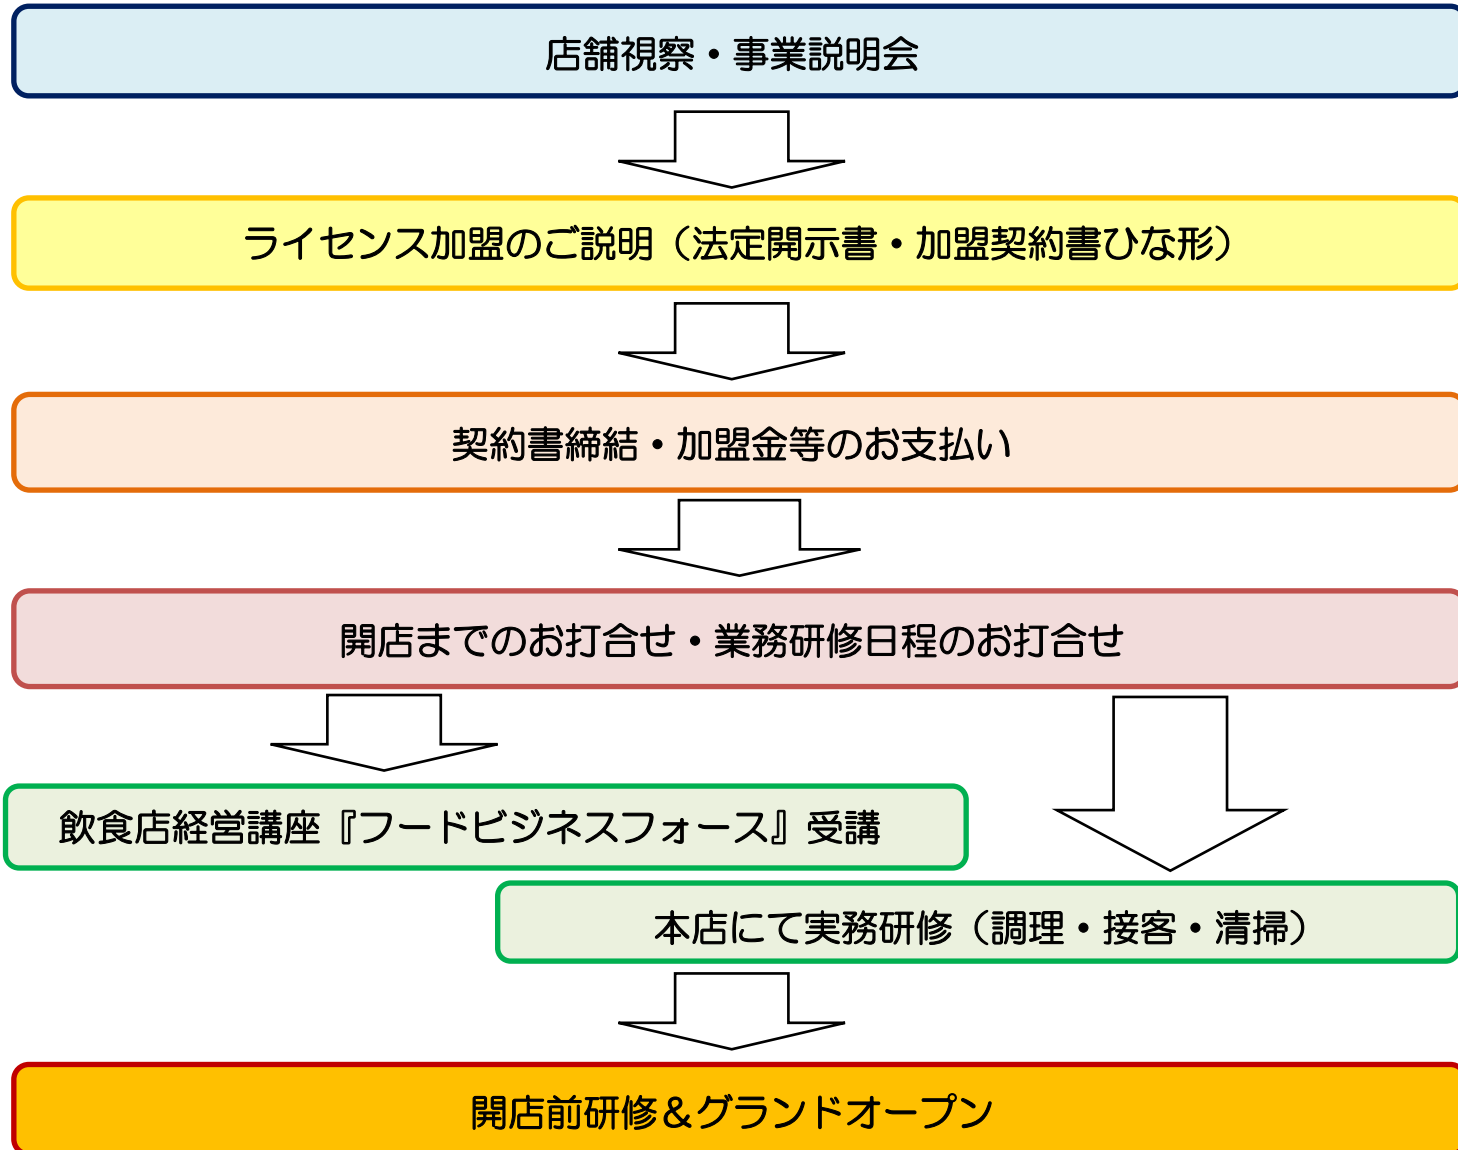 店舗視察・事業説明会
ライセンス加盟のご説明（法定開示書・加盟契約書ひな形）
契約書締結・加盟金等のお支払い
開店までのお打合せ・業務研修日程のお打合せ
飲食店経営講座『フードビジネスフォース』受講
本店にて実務研修（調理・接客・清掃）
開店前研修＆グランドオープン